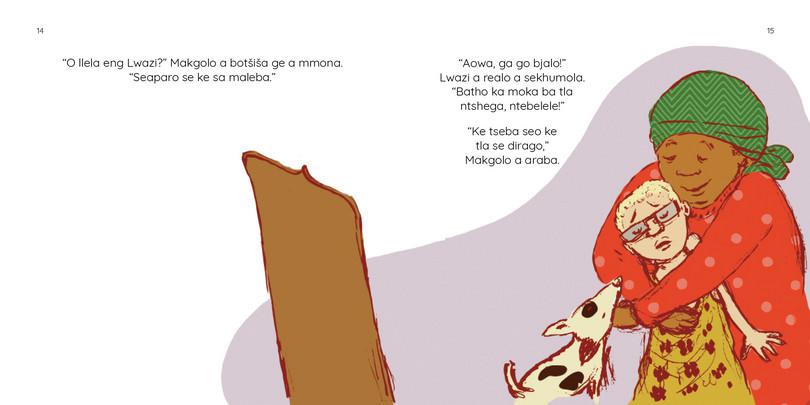 14
“O llela eng Lwazi?” Makgolo a botšiša ge a mmona.
“Seaparo se ke sa maleba.”
15
“Aowa, ga go bjalo!”
Lwazi a realo a sekhumola.
“Batho ka moka ba tla
ntshega, ntebelele!”
“Ke tseba seo ke
tla se dirago,”
Makgolo a araba.